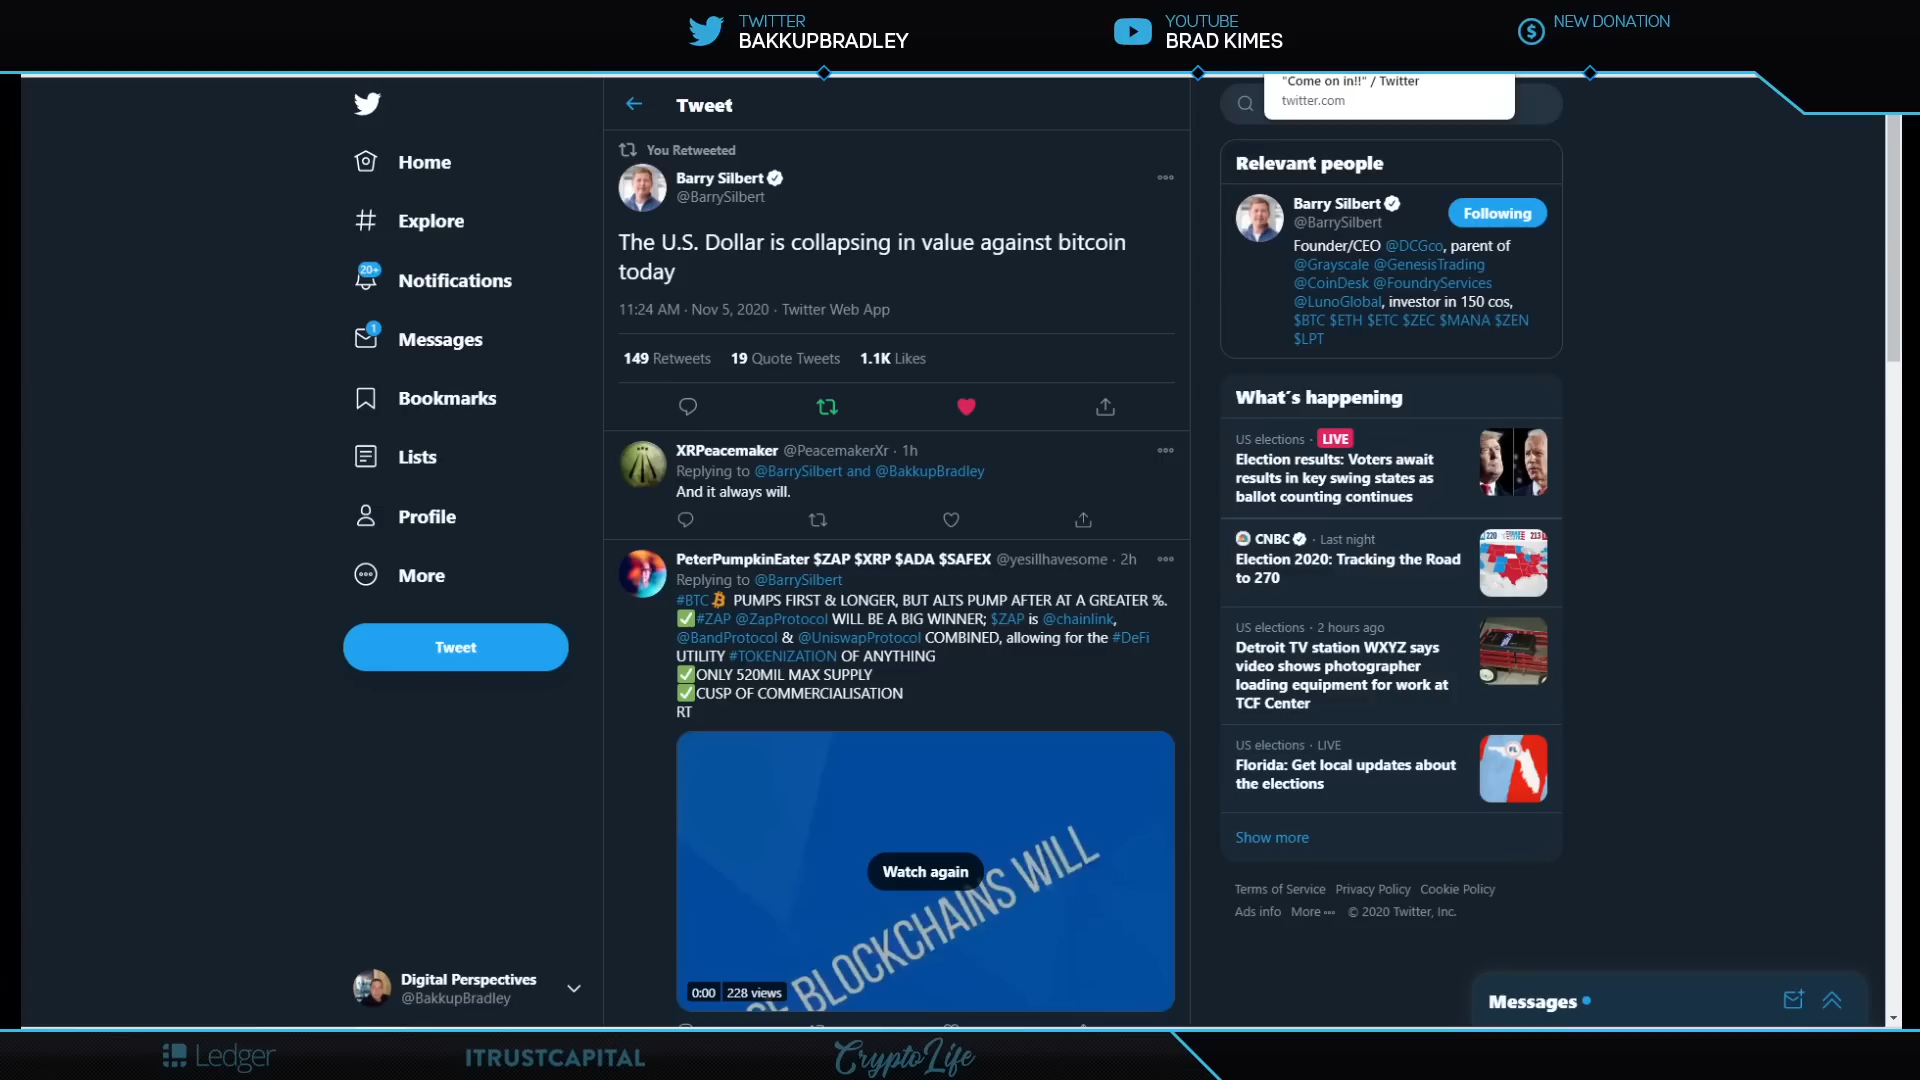 TWITTER
BAKKUPBRADLEY
YOUTUBE
BRAD KIMES
NEW DONATION
"Come on in!!" / Twitter
twitter.com
Home
Explore
20+
Notifications
1
Messages
Bookmarks
Lists
Profile
More
Tweet
Digital Perspectives
@BakkupBradley
Tweet
You Retweeted
Barry Silbert
@BarrySilbert
The U.S. Dollar is collapsing in value against bitcoin
today
11:24 AM · Nov 5, 2020 · Twitter Web App
149 Retweets 19 Quote Tweets 1.1K Likes
XRPeacemaker @PeacemakerXr · 1h
Replying to @BarrySilbert and @BakkupBradley
And it always will.
PeterPumpkinEater $ZAP $XRP $ADA $SAFEX @yesillhavesome · 2h
Replying to @BarrySilbert
#BTC PUMPS FIRST & LONGER, BUT ALTS PUMP AFTER AT A GREATER %.
✅#ZAP @ZapProtocol WILL BE A BIG WINNER; $ZAP is @chainlink,
@BandProtocol & @UniswapProtocol COMBINED, allowing for the #DeFi
UTILITY #TOKENIZATION OF ANYTHING
✅ONLY 520MIL MAX SUPPLY
✅CUSP OF COMMERCIALISATION
RT
Watch again
BLOCKCHAINS WILL
0:00 228 views
Relevant people
Barry Silbert
@BarrySilbert
Following
Founder/CEO @DCGco, parent of
@Grayscale @GenesisTrading
@CoinDesk @FoundryServices
@LunoGlobal, investor in 150 cos,
$BTC $ETH $ETC $ZEC $MANA $ZEN
$LPT
What's happening
US elections · LIVE
Election results: Voters await
results in key swing states as
ballot counting continues
CNBC · Last night
Election 2020: Tracking the Road
to 270
220 213
US elections · 2 hours ago
Detroit TV station WXYZ says
video shows photographer
loading equipment for work at
TCF Center
US elections · LIVE
Florida: Get local updates about
the elections
FL
Show more
Terms of Service Privacy Policy Cookie Policy
Ads info More ··· © 2020 Twitter, Inc.
Messages
Ledger
ITRUSTCAPITAL
CryptoLife